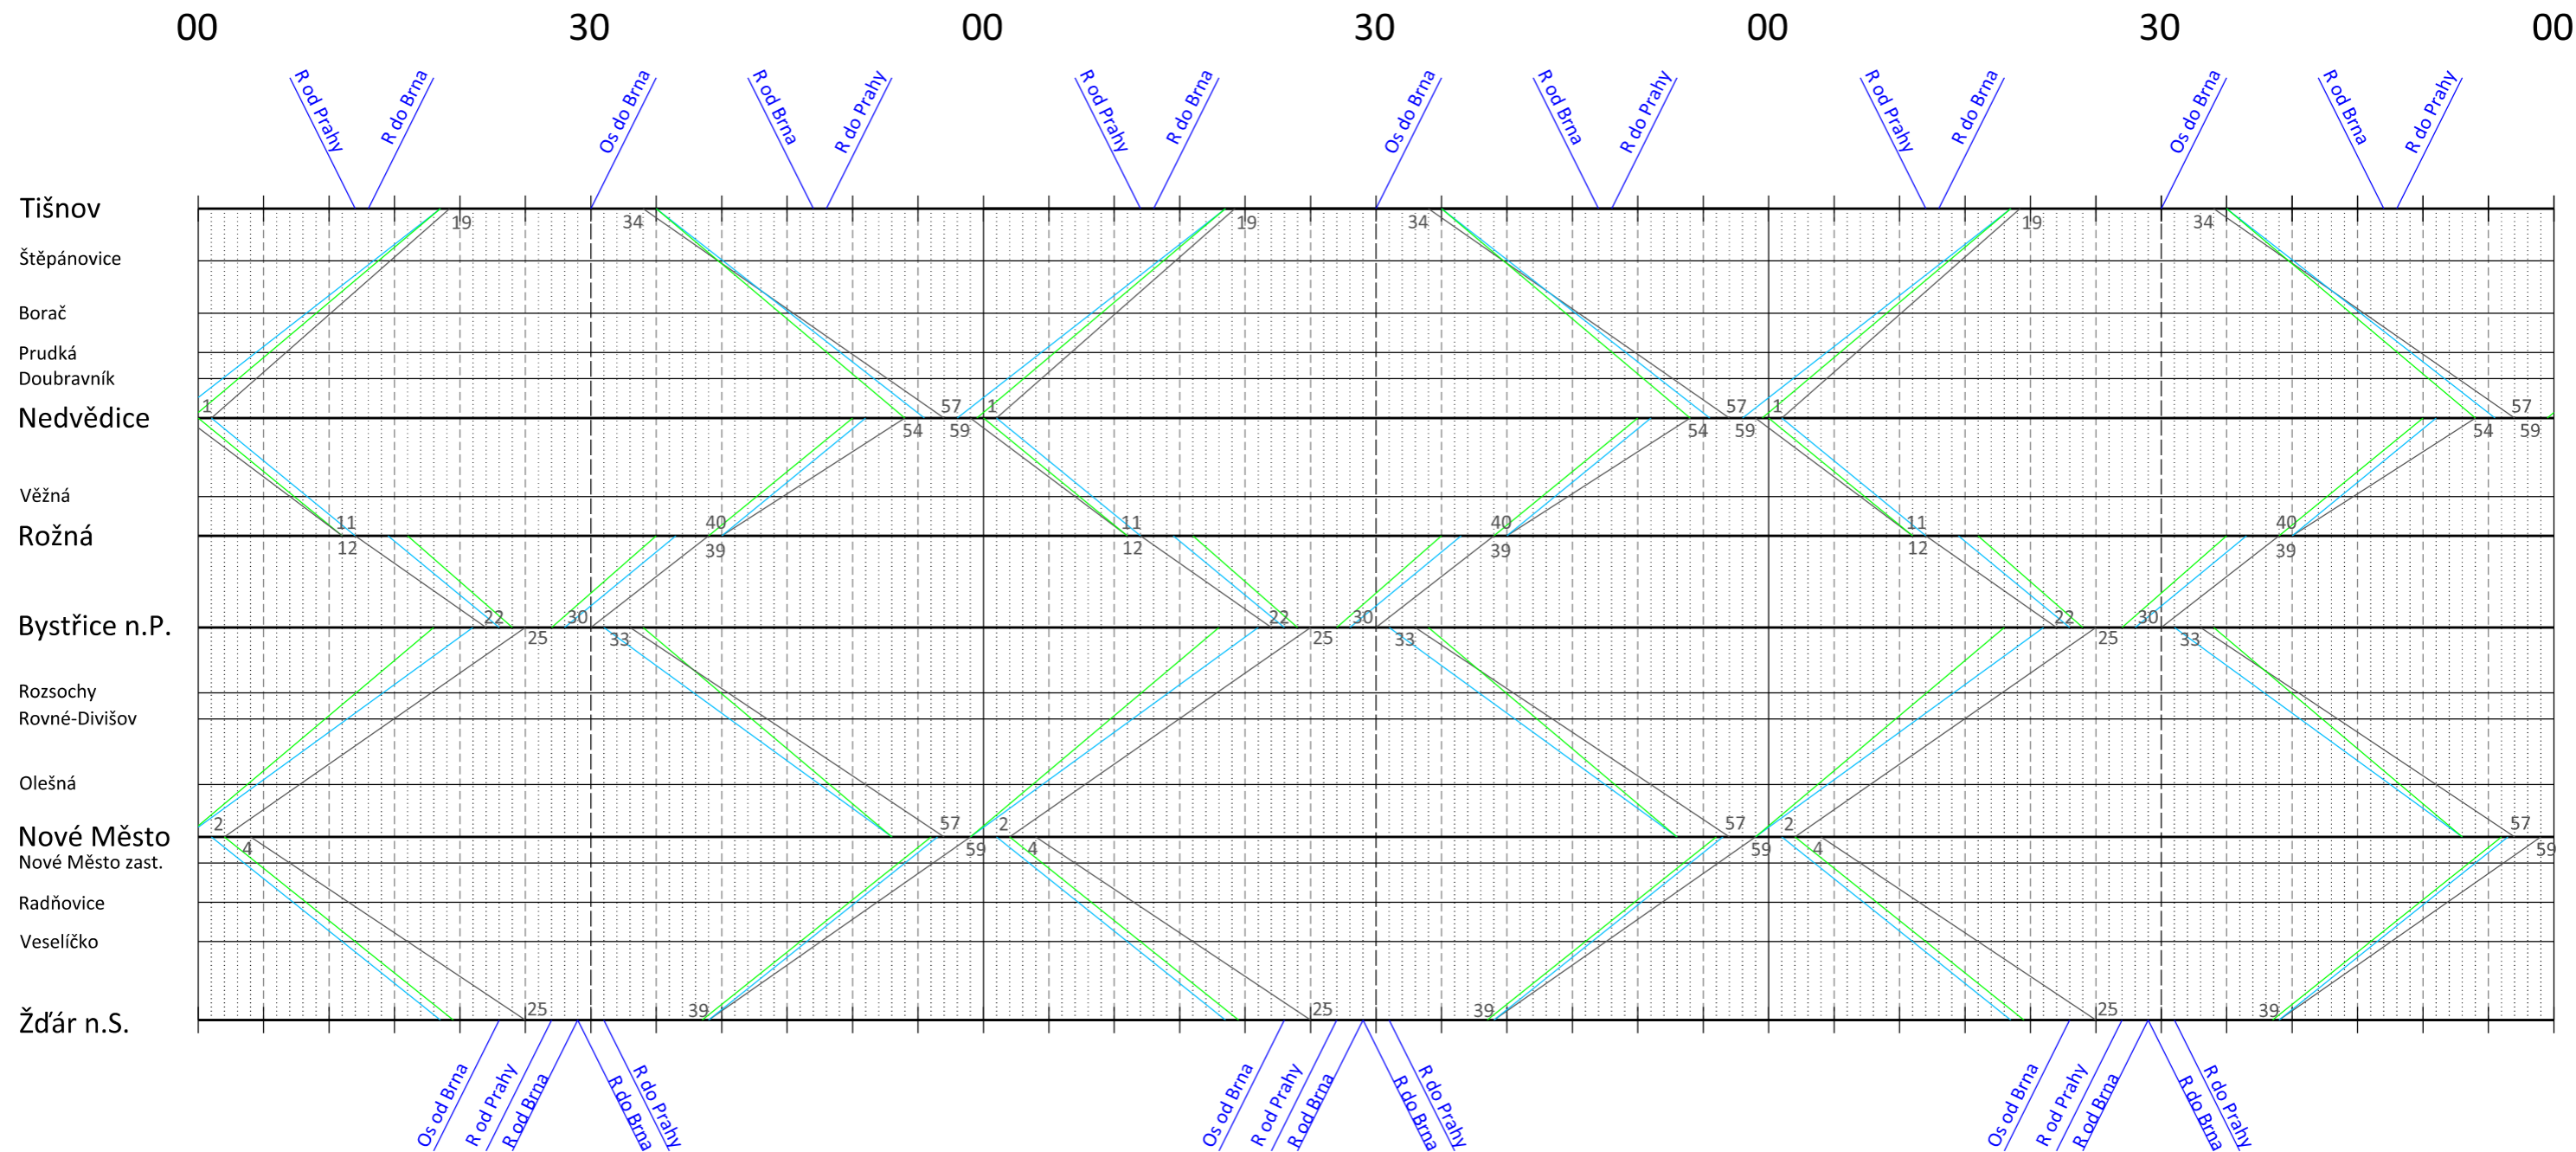 00 30 00 30 00 30 00
R od Prahy R do Brna Os do Brna R od Brna R do Prahy R od Prahy R do Brna Os do Brna R od Brna R do Prahy R od Prahy R do Brna Os do Brna R od Brna R do Prahy
Tišnov
19 34 19 34 19 34
Štěpánovice
Borač
Prudká
Doubravník
1 57 1 57 1 57
Nedvědice
54 59 54 59 54 59
Věžná
11 40 11 40 11 40
Rožná
12 39 12 39 12 39
22 30 22 30 22 30
Bystřice n.P.
25 33 25 33 25 33
Rozsochy
Rovné-Divišov
Olešná
2 57 2 57 2 57
Nové Město
4 59 4 59 4 59
Nové Město zast.
Radňovice
Veselíčko
25 39 25 39 25 39
Žďár n.S.
Os od Brna R od Prahy R od Brna R do Brna R do Prahy Os od Brna R od Prahy R od Brna R do Brna R do Prahy Os od Brna R od Prahy R od Brna R do Brna R do Prahy